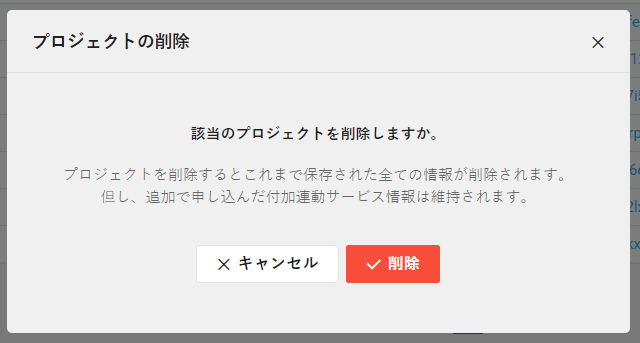 プロジェクトの削除
該当のプロジェクトを削除しますか。
プロジェクトを削除するとこれまで保存された全ての情報が削除されます。
但し、追加で申し込んだ付加連動サービス情報は維持されます。
キャンセル
削除